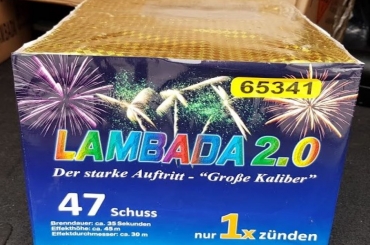 65341
LAMBADA 2.0
Der starke Auftritt - "Große Kaliber"
47 Schuss
Brenndauer: ca. 35 Sekunden
Effekthöhe: ca. 45 m
Effektdurchmesser: ca. 30 m
nur 1x zünden